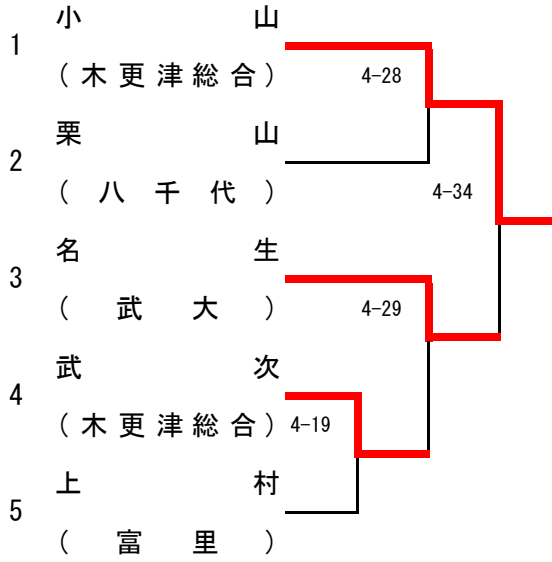 小山
1
(木更津総合)
4-28
栗山
2
(八千代)
4-34
名生
3
(武大)
4-29
武次
4
(木更津総合)
4-19
上村
5
(富里)